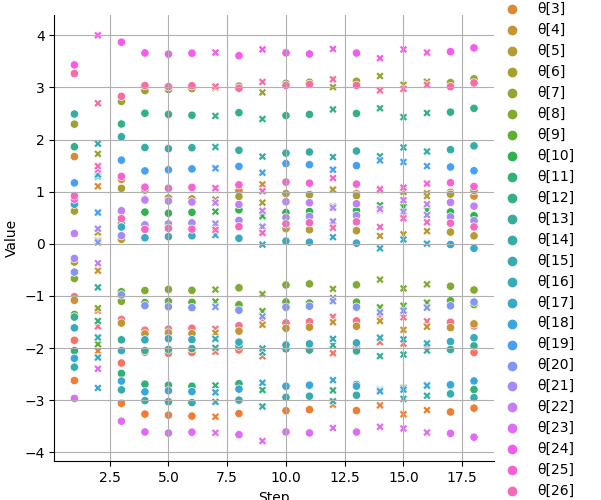 4
3
2
1
0
−1
−2
−3
−4
Value
2.5
5.0
7.5
10.0
12.5
15.0
17.5
Step
θ[3]
θ[4]
θ[5]
θ[6]
θ[7]
θ[8]
θ[9]
θ[10]
θ[11]
θ[12]
θ[13]
θ[14]
θ[15]
θ[16]
θ[17]
θ[18]
θ[19]
θ[20]
θ[21]
θ[22]
θ[23]
θ[24]
θ[25]
θ[26]